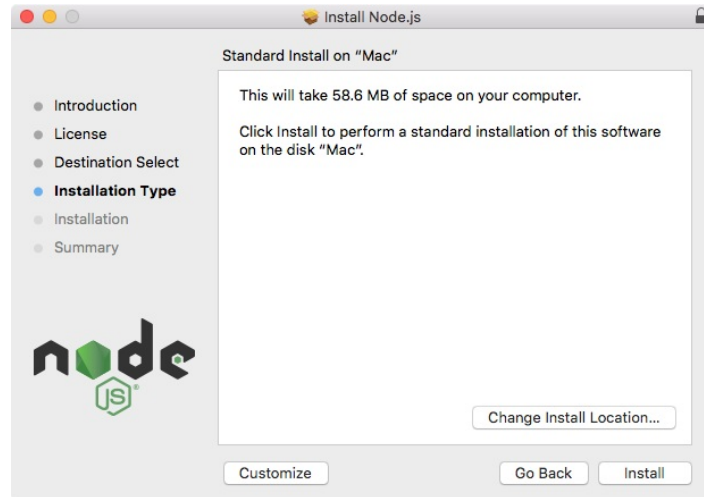 Install Node.js
Standard Install on “Mac”
Introduction
License
Destination Select
Installation Type
Installation
Summary
This will take 58.6 MB of space on your computer.
Click Install to perform a standard installation of this software
on the disk “Mac”.
node
JS®
Change Install Location...
Customize
Go Back
Install